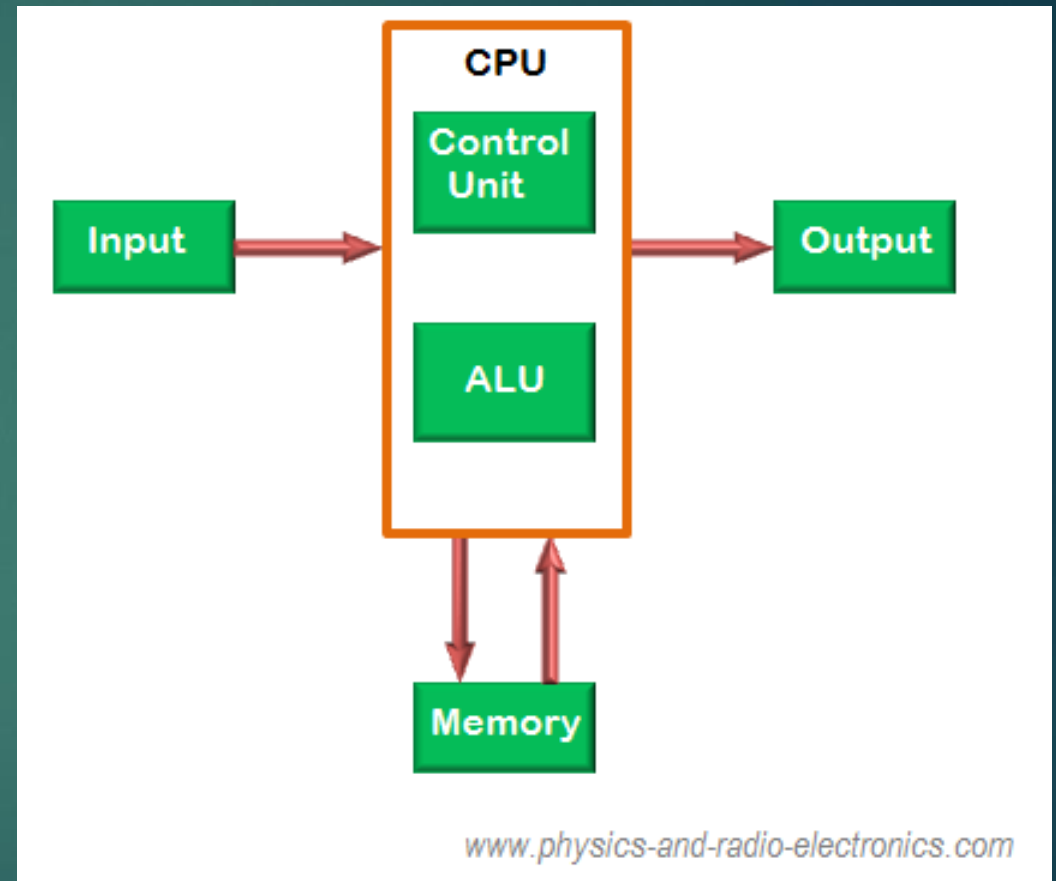 CPU
Control
Unit
Input
Output
ALU
Memory
www.physics-and-radio-electronics.com